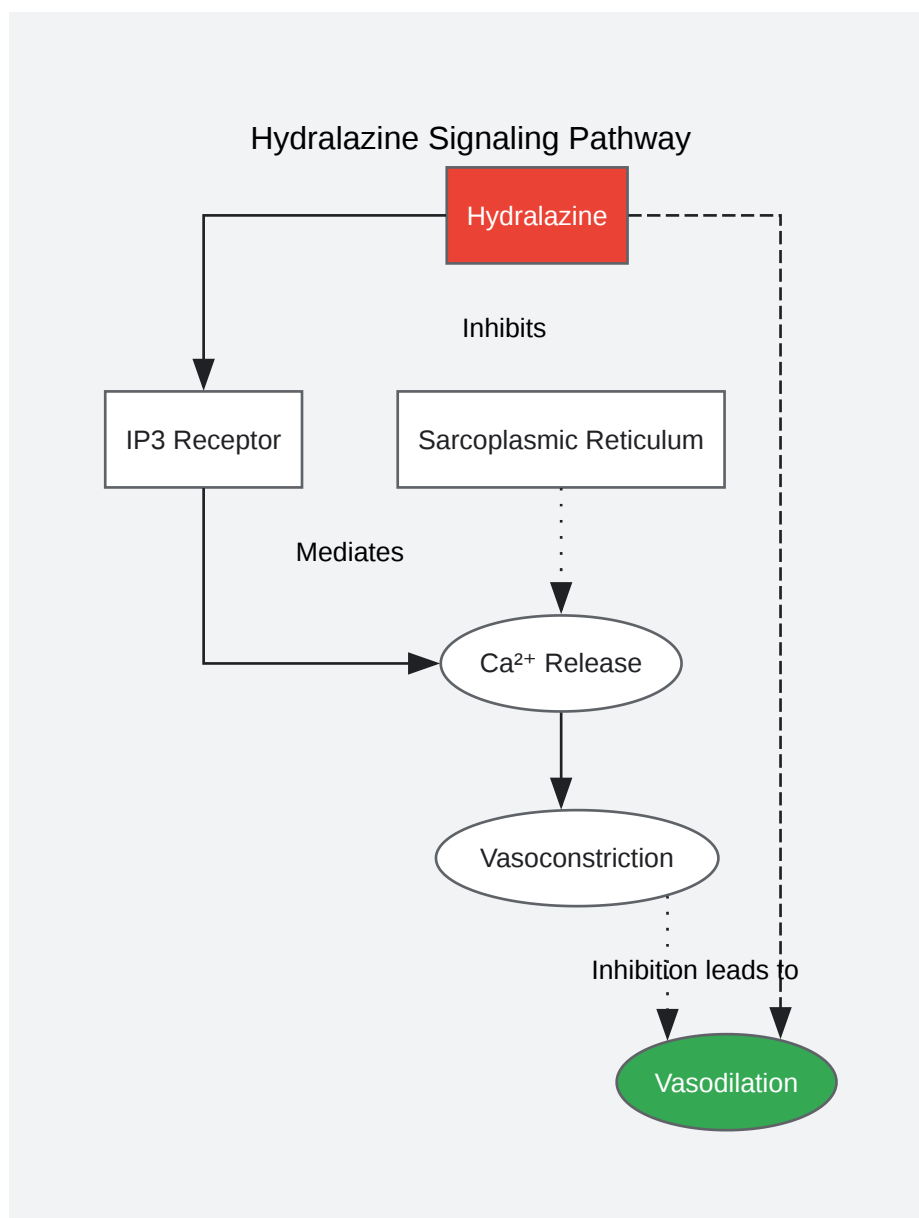 Hydralazine Signaling Pathway
Hydralazine
Inhibits
IP3 Receptor
Sarcoplasmic Reticulum
Mediates
Ca²⁺ Release
Vasoconstriction
Inhibition leads to
Vasodilation